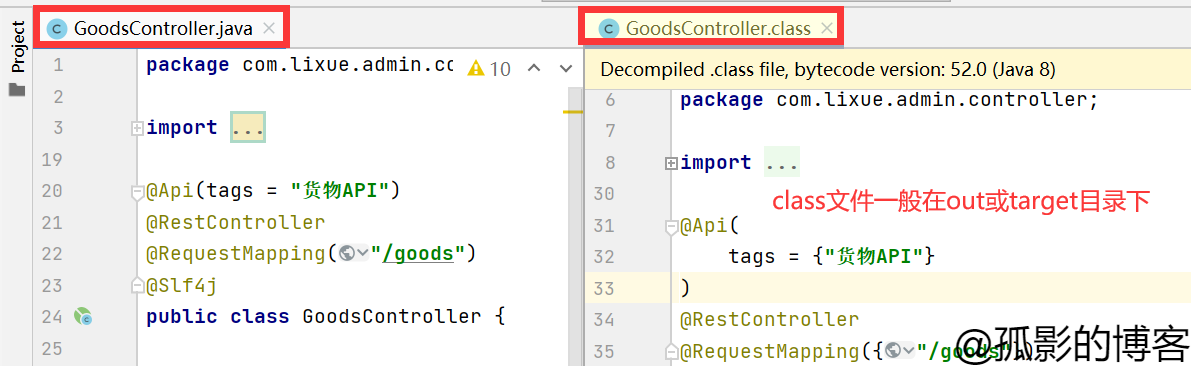 Project
GoodsController.java
1 package com.lixue.admin.co 10
2
3 import ...
19
20 @Api(tags = "货物API")
21 @RestController
22 @RequestMapping("/goods")
23 @Slf4j
24 public class GoodsController {
25
GoodsController.class
Decompiled .class file, bytecode version: 52.0 (Java 8)
6 package com.lixue.admin.controller;
7
8 import ...
30
class文件一般在out或target目录下
31 @Api(
32 tags = {"货物API"}
33 )
34 @RestController
35 @RequestMapping({"/goods"})
@孤影的博客